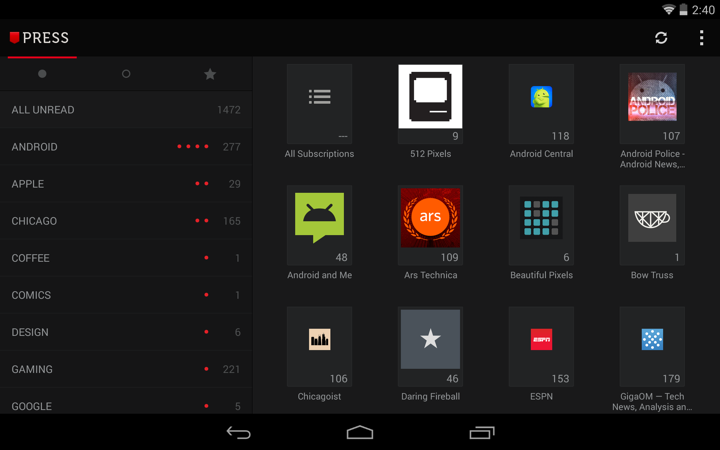 2:40
PRESS
ALL UNREAD 1472
ANDROID 277
APPLE 29
CHICAGO 165
COFFEE 1
COMICS 1
DESIGN 6
GAMING 221
GOOGLE 5
---
All Subscriptions
9
512 Pixels
118
Android Central
ANDROID
POLICE
107
Android Police -
Android News,...
48
Android and Me
ars
109
Ars Technica
6
Beautiful Pixels
1
Bow Truss
106
Chicagoist
46
Daring Fireball
ESPN
153
ESPN
179
GigaOM — Tech
News, Analysis an...